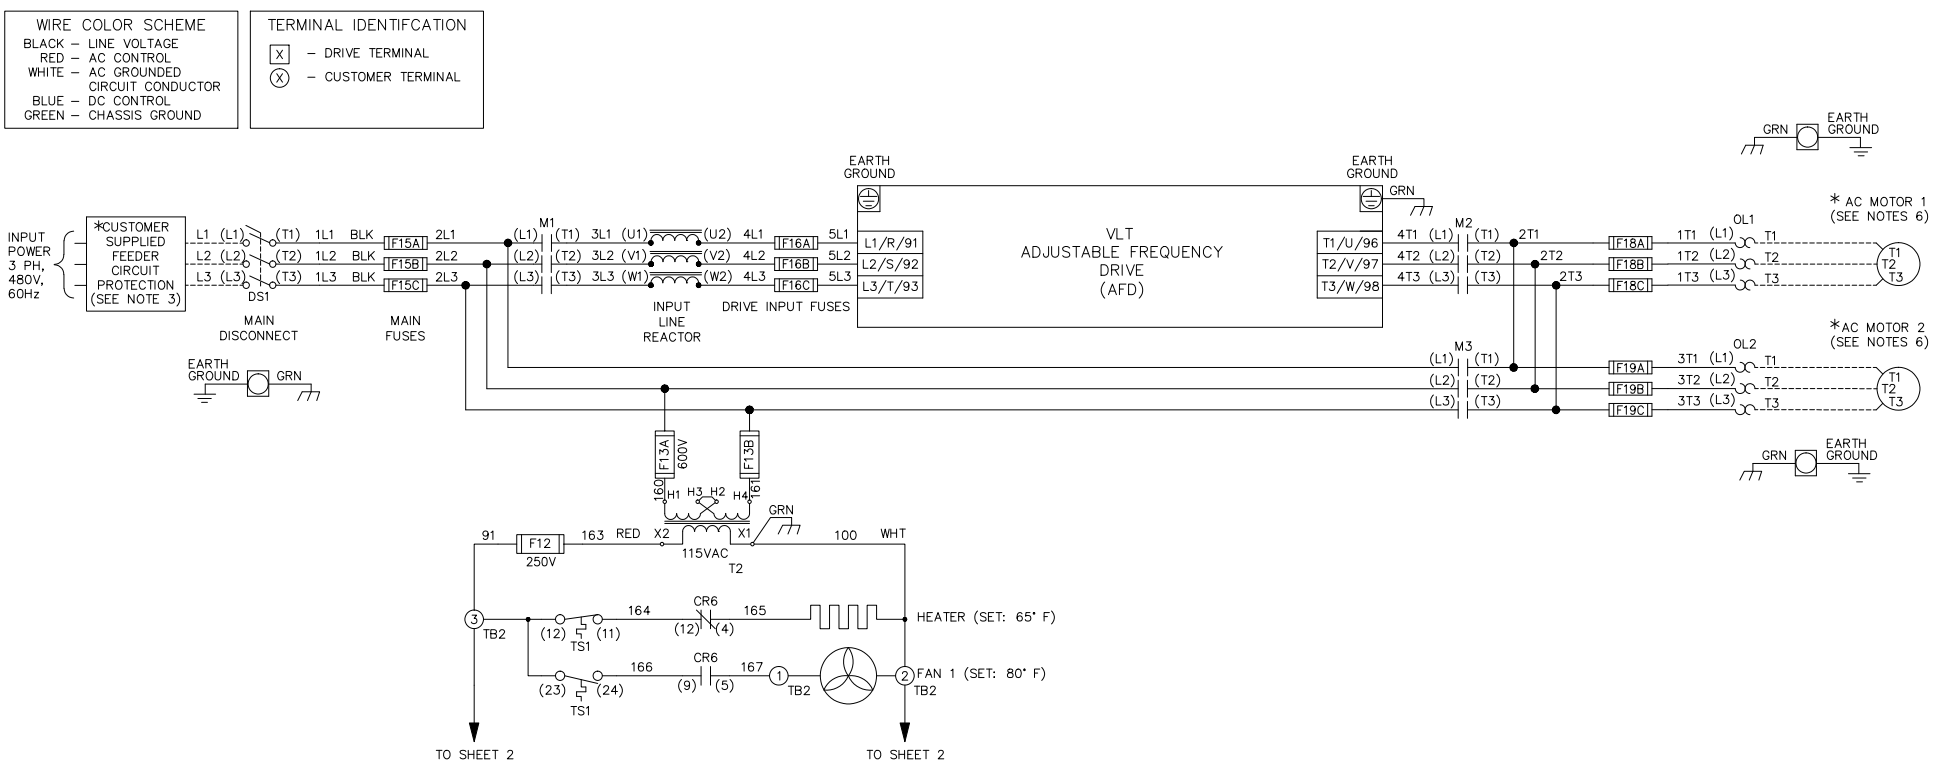 WIRE COLOR SCHEME
BLACK – LINE VOLTAGE
RED – AC CONTROL
WHITE – AC GROUNDED
CIRCUIT CONDUCTOR
BLUE – DC CONTROL
GREEN – CHASSIS GROUND
TERMINAL IDENTIFCATION
X – DRIVE TERMINAL
X – CUSTOMER TERMINAL
GRN
EARTH
GROUND
INPUT
POWER
3 PH,
480V,
60Hz
*CUSTOMER
SUPPLIED
FEEDER
CIRCUIT
PROTECTION
(SEE NOTE 3)
L1 (L1) (T1) 1L1 BLK F15A 2L1
L2 (L2) 1L2 BLK F15B 2L2
L3 (L3) (T3) 1L3 BLK F15C 2L3
DS1
MAIN
DISCONNECT
MAIN
FUSES
M1
(L1) (T1) 3L1 (U1) (U2) 4L1 F16A 5L1
(L2) (T2) 3L2 (V1) (V2) 4L2 F16B 5L2
(L3) (T3) 3L3 (W1) (W2) 4L3 F16C 5L3
INPUT
LINE
REACTOR
DRIVE INPUT FUSES
EARTH
GROUND
L1/R/91
L2/S/92
L3/T/93
VLT
ADJUSTABLE FREQUENCY
DRIVE
(AFD)
EARTH
GROUND
GRN
T1/U/96
T2/V/97
T3/W/98
M2
4T1 (L1) (T1) 2T1 F18A 1T1 (L1) T1
4T2 (L2) (T2) 2T2 F18B 1T2 (L2) T2
4T3 (L3) (T3) 2T3 F18C 1T3 (L3) T3
OL1
* AC MOTOR 1
(SEE NOTES 6)
T1
T2
T3
EARTH
GROUND
GRN
M3
(L1) (T1) F19A 3T1 (L1) T1
(L2) (T2) F19B 3T2 (L2) T2
(L3) (T3) F19C 3T3 (L3) T3
OL2
*AC MOTOR 2
(SEE NOTES 6)
T1
T2
T3
GRN
EARTH
GROUND
F13A
600V
F13B
160
161
H1 H3 H2 H4
GRN
91 F12 163 RED X2 X1 100 WHT
250V
115VAC
T2
3
TB2
(12) (11)
TS1
164
CR6
(12) (4)
165
HEATER (SET: 65° F)
(23) (24)
TS1
166
CR6
(9) (5)
167
1
TB2
2
TB2
FAN 1 (SET: 80° F)
TO SHEET 2
TO SHEET 2